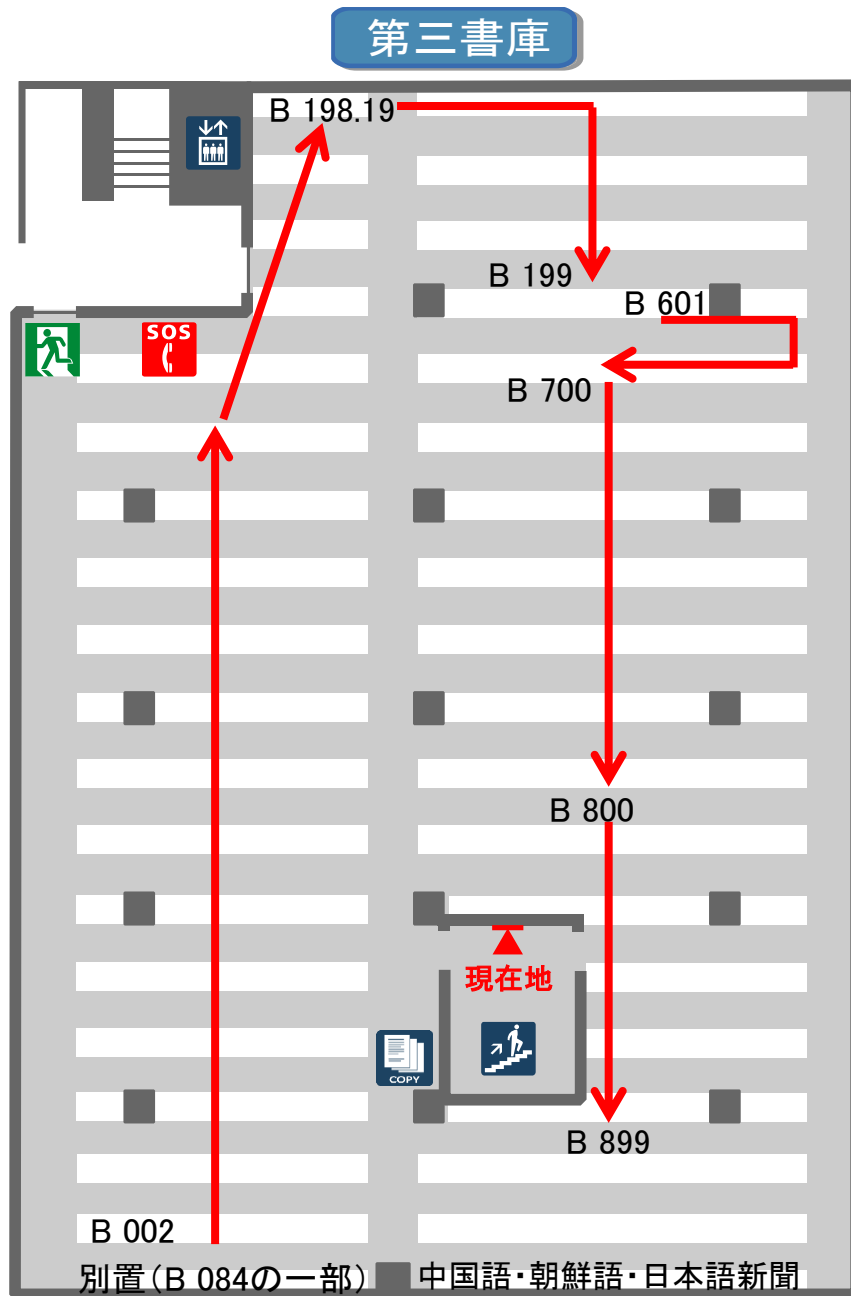 第三書庫
B 198.19
B 199
B 601
SOS
B 700
B 800
現在地
COPY
B 899
B 002
別置(B 084の一部)
中国語・朝鮮語・日本語新聞